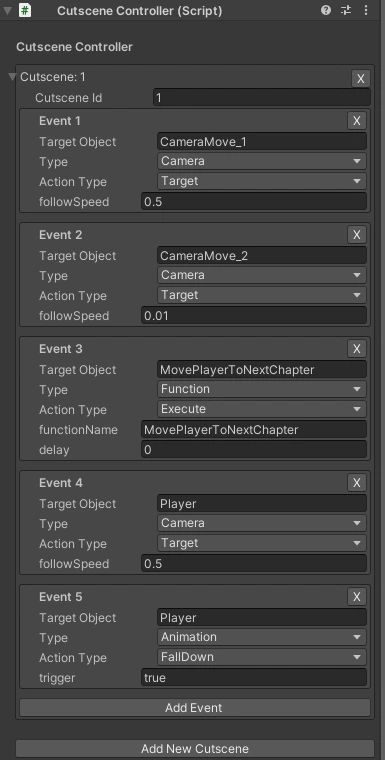 Cutscene Controller (Script)
Cutscene Controller
Cutscene: 1 X
Cutscene Id 1
Event 1 X
Target Object CameraMove_1
Type Camera
Action Type Target
followSpeed 0.5
Event 2 X
Target Object CameraMove_2
Type Camera
Action Type Target
followSpeed 0.01
Event 3 X
Target Object MovePlayerToNextChapter
Type Function
Action Type Execute
functionName MovePlayerToNextChapter
delay 0
Event 4 X
Target Object Player
Type Camera
Action Type Target
followSpeed 0.5
Event 5 X
Target Object Player
Type Animation
Action Type FallDown
trigger true
Add Event
Add New Cutscene